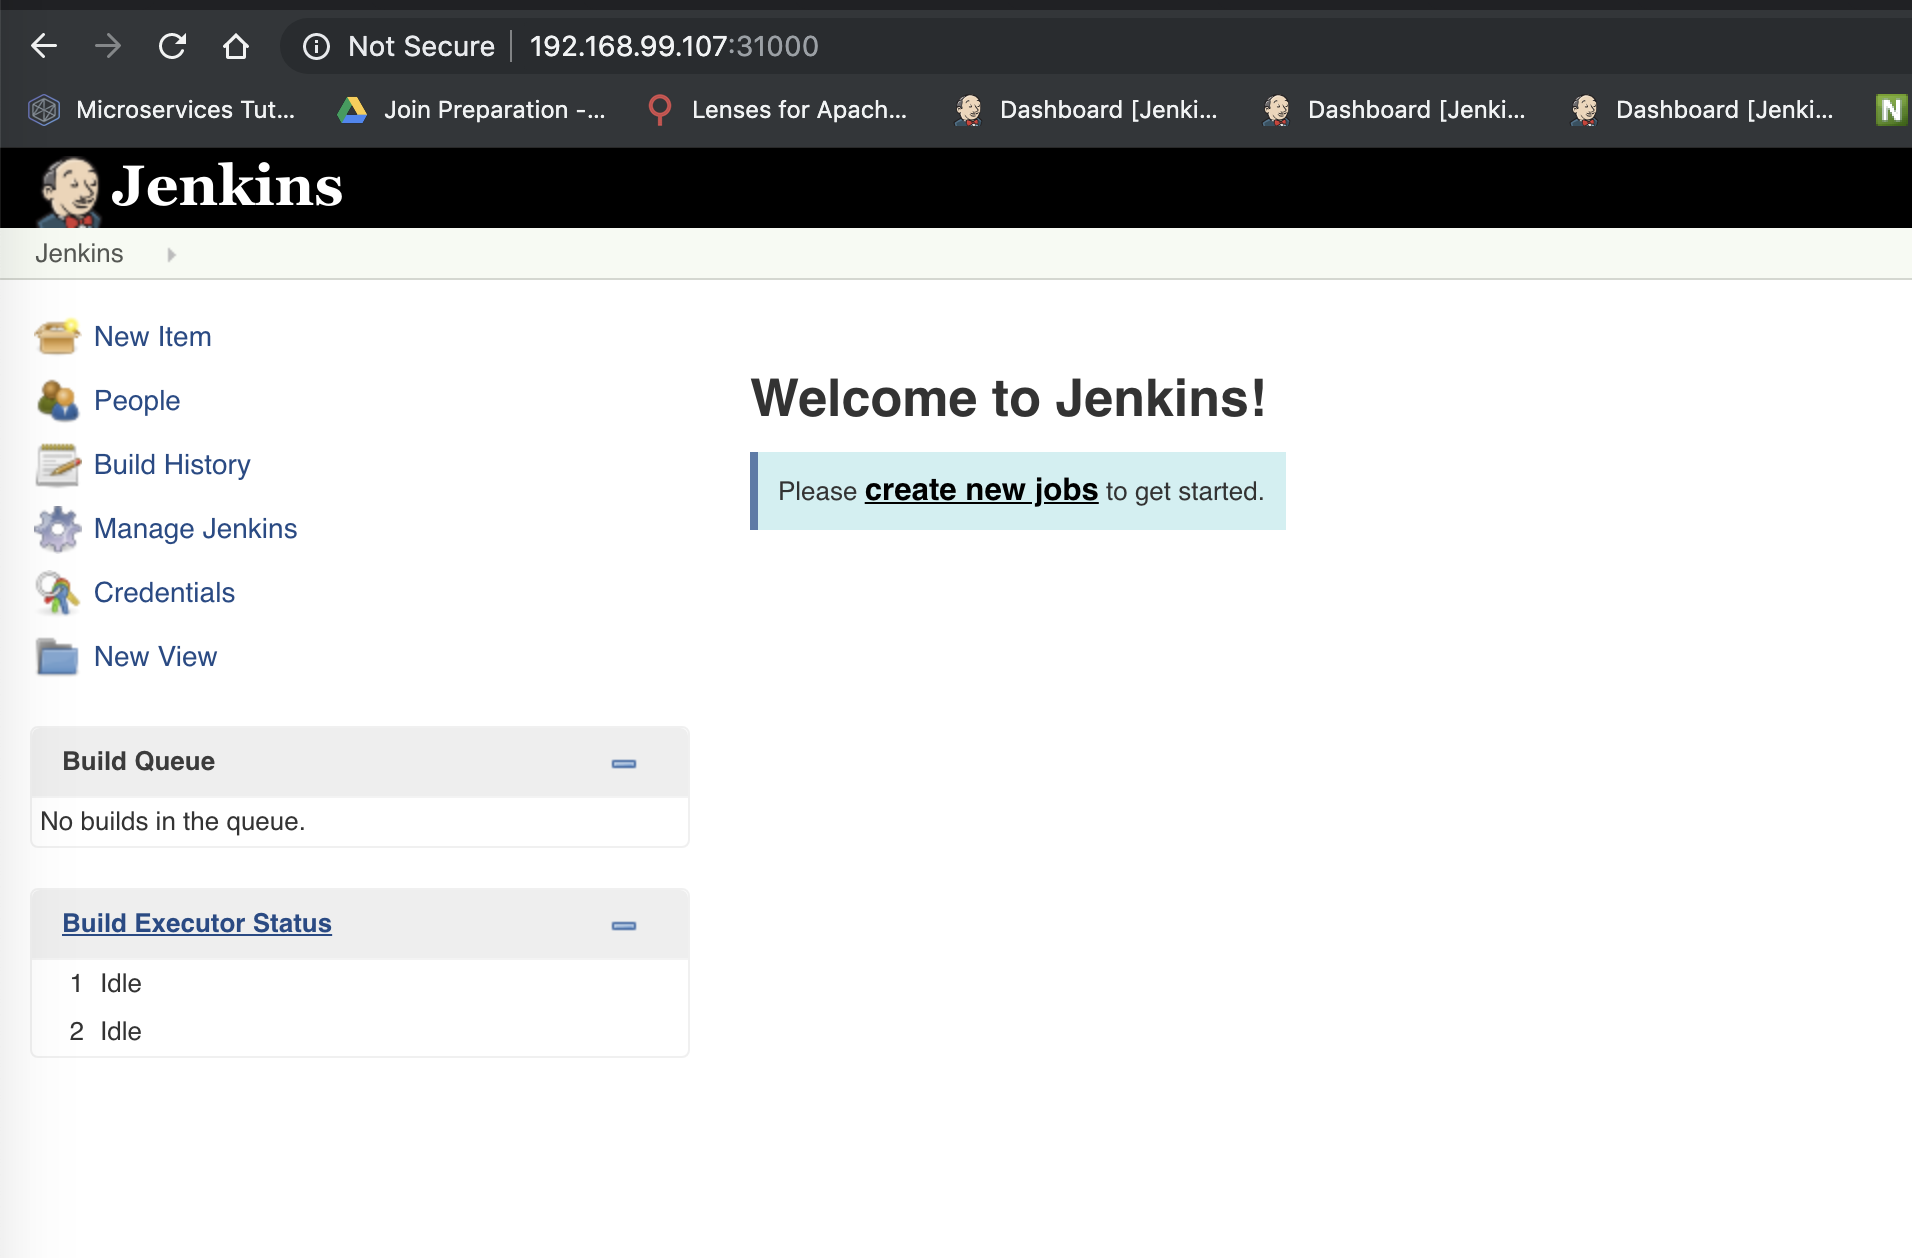 Not Secure | 192.168.99.107:31000
Microservices Tut... Join Preparation -... Lenses for Apach... Dashboard [Jenki... Dashboard [Jenki... Dashboard [Jenki... N
Jenkins
Jenkins
New Item
People
Build History
Manage Jenkins
Credentials
New View
Welcome to Jenkins!
Please create new jobs to get started.
Build Queue
No builds in the queue.
Build Executor Status
1 Idle
2 Idle